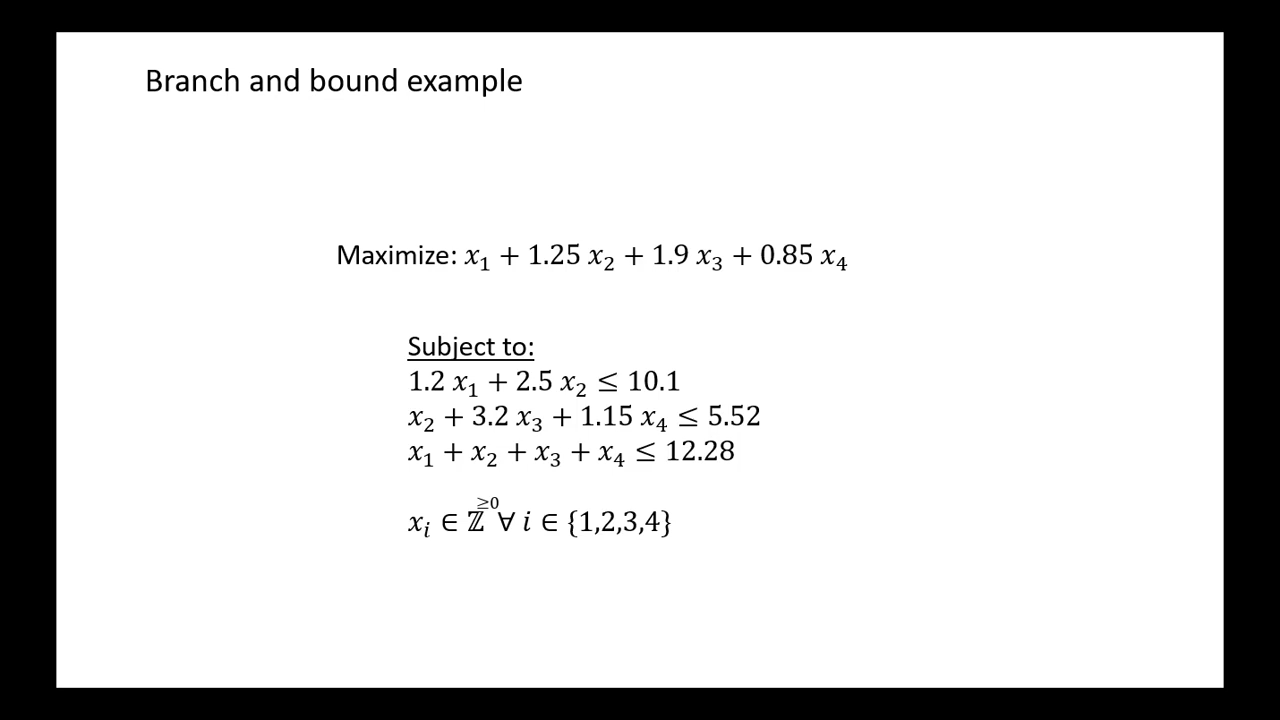 Branch and bound example
Maximize: x₁ + 1.25 x₂ + 1.9 x₃ + 0.85 x₄
Subject to:
1.2 x₁ + 2.5 x₂ ≤ 10.1
x₂ + 3.2 x₃ + 1.15 x₄ ≤ 5.52
x₁ + x₂ + x₃ + x₄ ≤ 12.28
xᵢ ∈ ℤ^≥0 ∀ i ∈ {1,2,3,4}